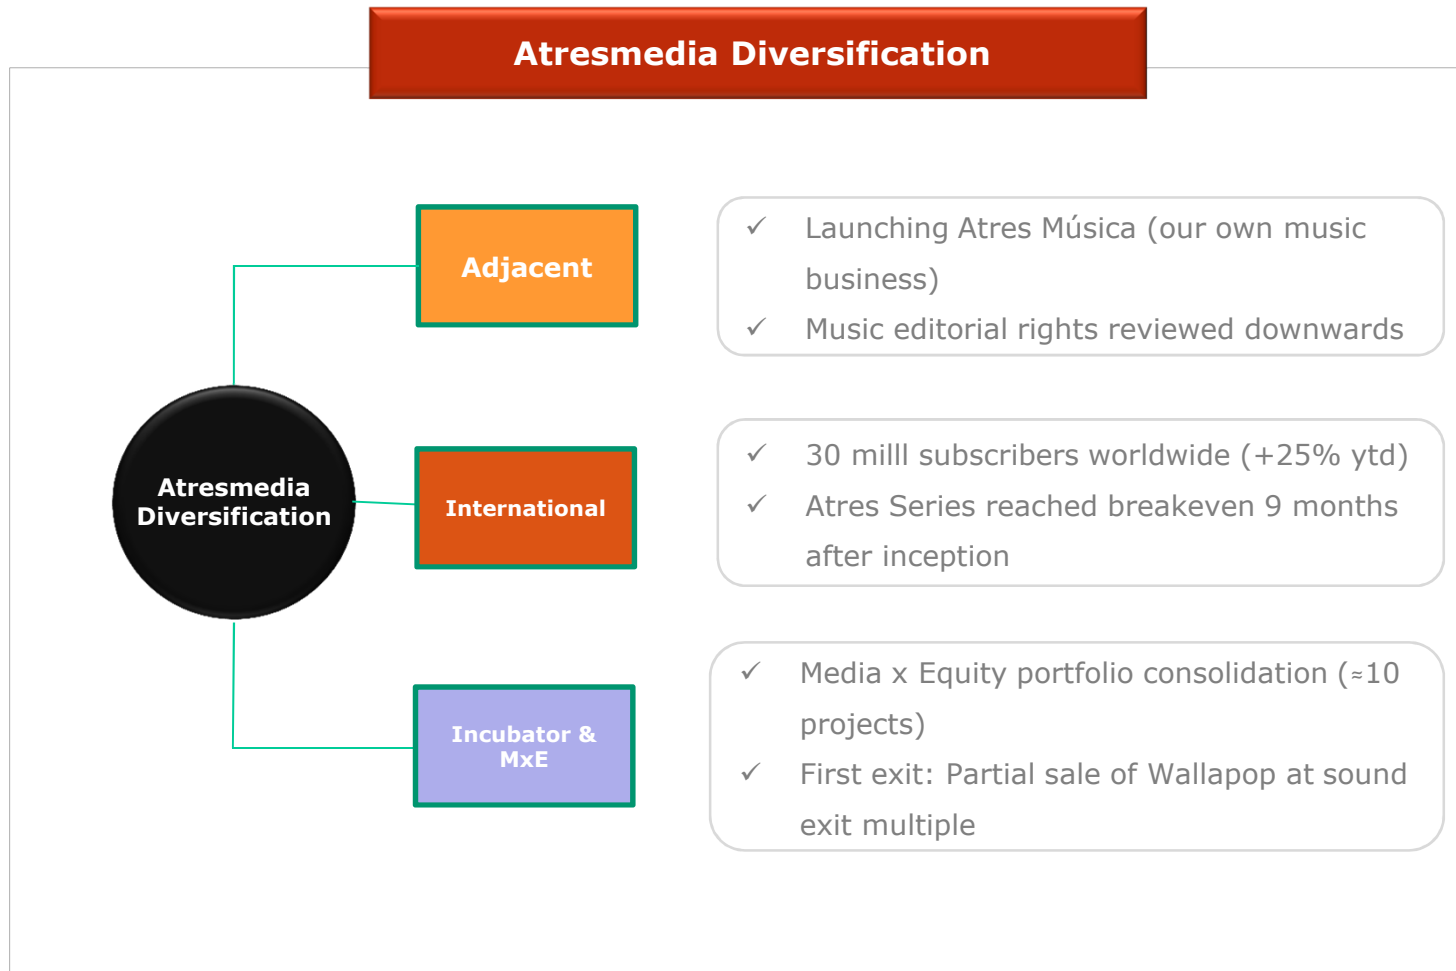 Atresmedia Diversification
Adjacent
✓ Launching Atres Música (our own music
business)
✓ Music editorial rights reviewed downwards
Atresmedia
Diversification
International
✓ 30 milll subscribers worldwide (+25% ytd)
✓ Atres Series reached breakeven 9 months
after inception
Incubator &
MxE
✓ Media x Equity portfolio consolidation (≈10
projects)
✓ First exit: Partial sale of Wallapop at sound
exit multiple